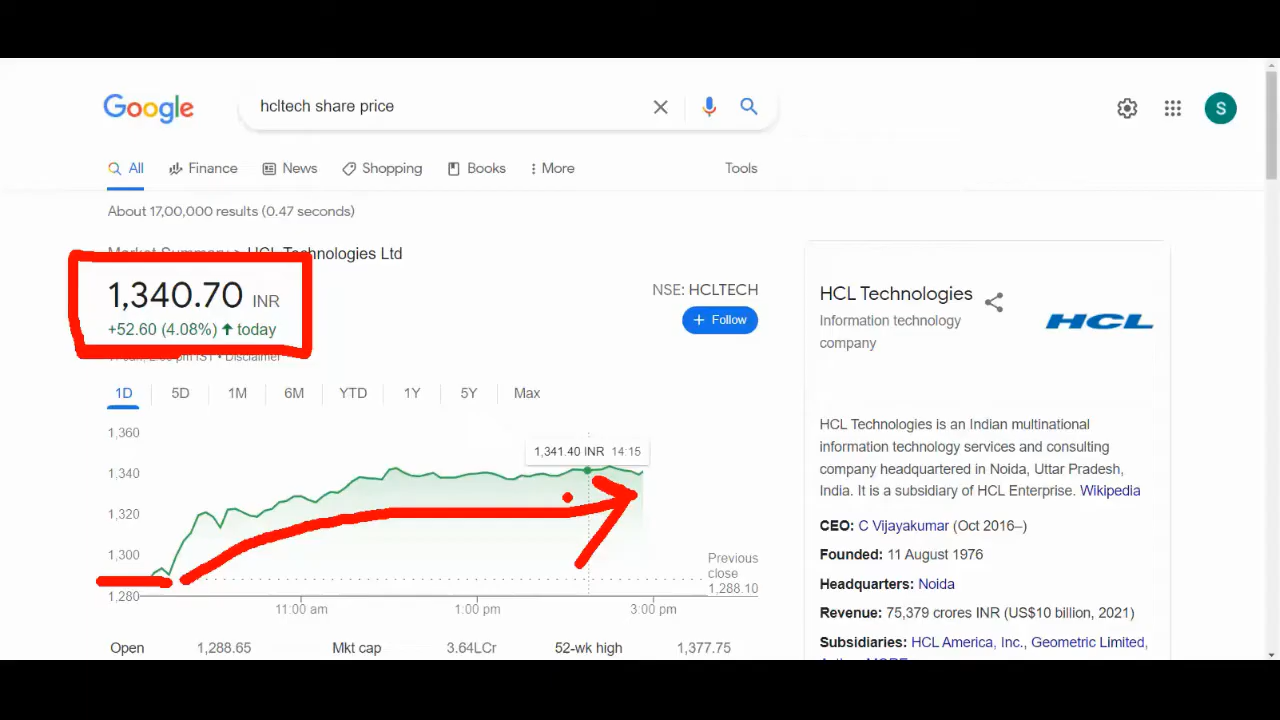 Google
hcltech share price
S
All Finance News Shopping Books More Tools
About 17,00,000 results (0.47 seconds)
Market Summary > HCL Technologies Ltd
1,340.70 INR
+52.60 (4.08%) today
NSE: HCLTECH
+ Follow
IST • Disclaimer
1D 5D 1M 6M YTD 1Y 5Y Max
1,360
1,340
1,320
1,300
1,280
1,341.40 INR 14:15
Previous
close
1,288.10
11:00 am 1:00 pm 3:00 pm
Open 1,288.65 Mkt cap 3.64LCr 52-wk high 1,377.75
HCL Technologies
Information technology
company
HCL
HCL Technologies is an Indian multinational
information technology services and consulting
company headquartered in Noida, Uttar Pradesh,
India. It is a subsidiary of HCL Enterprise. Wikipedia
CEO: C Vijayakumar (Oct 2016–)
Founded: 11 August 1976
Headquarters: Noida
Revenue: 75,379 crores INR (US$10 billion, 2021)
Subsidiaries: HCL America, Inc., Geometric Limited,